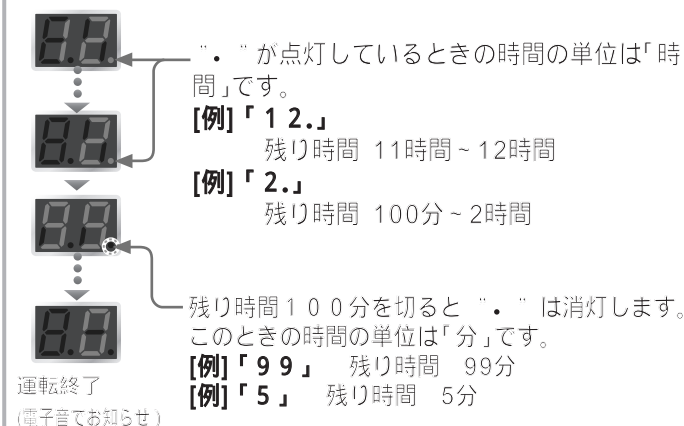 "." が点灯しているときの時間の単位は「時
間」です。
[例]「１２.」
残り時間 11時間~12時間
[例]「2.」
残り時間 100分~2時間
残り時間１００分を切ると "." は消灯します。
このときの時間の単位は「分」です。
[例]「９９」 残り時間 99分
[例]「５」 残り時間 5分
運転終了
(電子音でお知らせ)